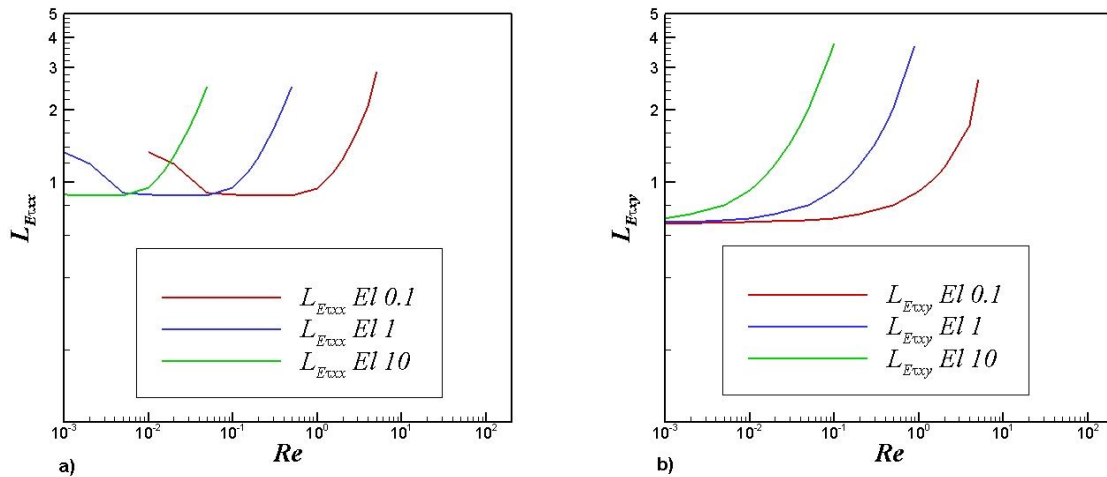 5
4
3
2
1
L_{Eτxx}
L_{Eτxx} El 0.1
L_{Eτxx} El 1
L_{Eτxx} El 10
10^{-3} 10^{-2} 10^{-1} 10^{0} 10^{1} 10^{2}
Re
a)
5
4
3
2
1
L_{Eτxy}
L_{Eτxy} El 0.1
L_{Eτxy} El 1
L_{Eτxy} El 10
10^{-3} 10^{-2} 10^{-1} 10^{0} 10^{1} 10^{2}
Re
b)